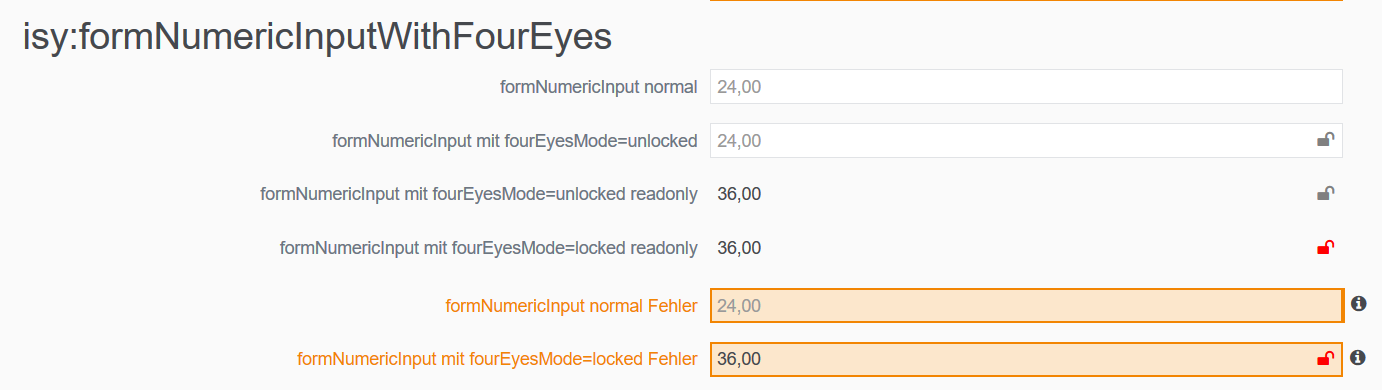 isy:formNumericInputWithFourEyes
formNumericInput normal 24,00
formNumericInput mit fourEyesMode=unlocked 24,00
formNumericInput mit fourEyesMode=unlocked readonly 36,00
formNumericInput mit fourEyesMode=locked readonly 36,00
formNumericInput normal Fehler 24,00
formNumericInput mit fourEyesMode=locked Fehler 36,00